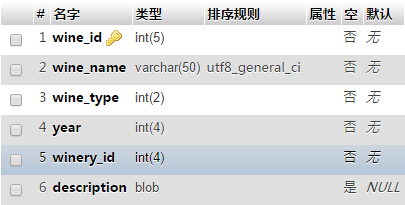 # 名字 类型 排序规则 属性 空 默认
1 wine_id int(5) 否 无
2 wine_name varchar(50) utf8_general_ci 否 无
3 wine_type int(2) 否 无
4 year int(4) 否 无
5 winery_id int(4) 否 无
6 description blob 是 NULL